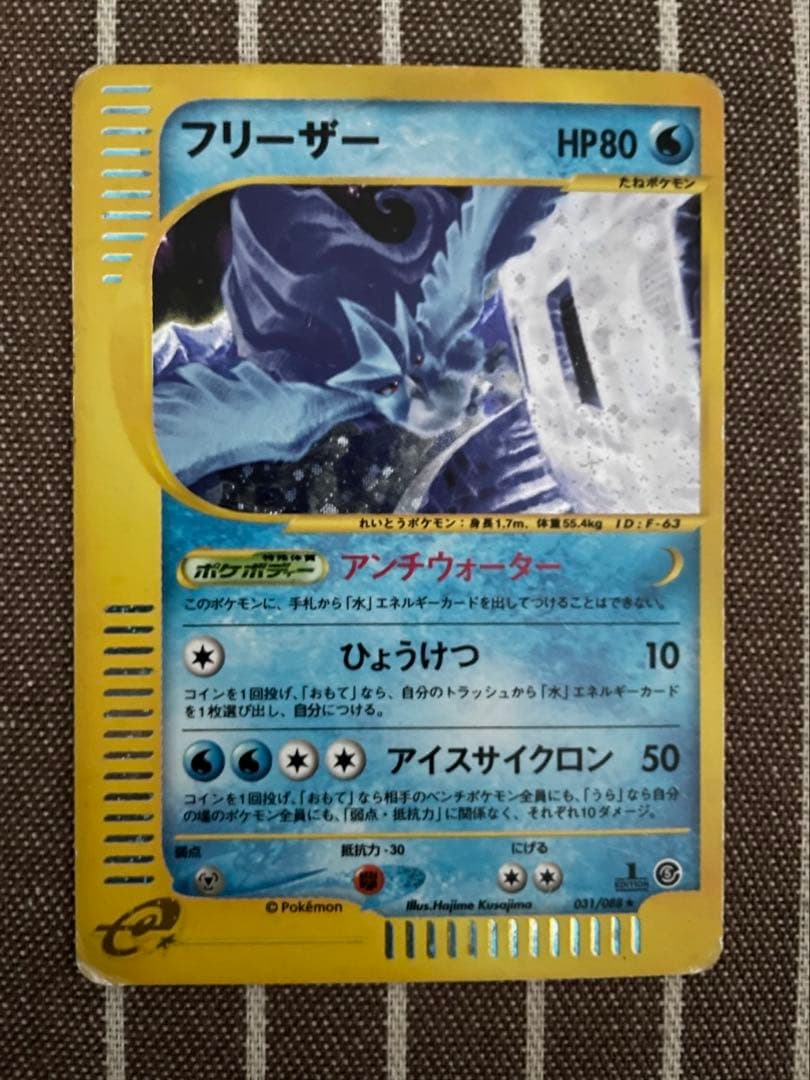 フリーザー HP80
たねポケモン
れいとうポケモン：身長1.7m、体重55.4kg ID:F-63
特殊体質
ポケボディー アンチウォーター
このポケモンに、手札から「水」エネルギーカードを出してつけることはできない。
ひょうけつ 10
コインを1回投げ、「おもて」なら、自分のトラッシュから「水」エネルギーカード
を1枚選び出し、自分につける。
アイスサイクロン 50
コインを1回投げ、「おもて」なら相手のベンチポケモン全員にも、「うら」なら自分
の場のポケモン全員にも、「弱点・抵抗力」に関係なく、それぞれ10ダメージ。
弱点 抵抗力 -30 にげる
闘
1 EDITION
© Pokémon Illus.Hajime Kusajima 031/088★
e